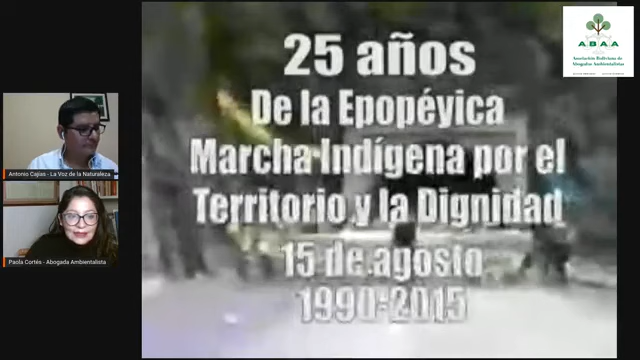 25 años
De la Epopéyica
Marcha Indígena por el
Territorio y la Dignidad
15 de agosto
1990-2015
ABAA
Asociación Boliviana de
Abogados Ambientalistas
Antonio Cajías - La Voz de la Naturaleza
Paola Cortés - Abogada Ambientalista